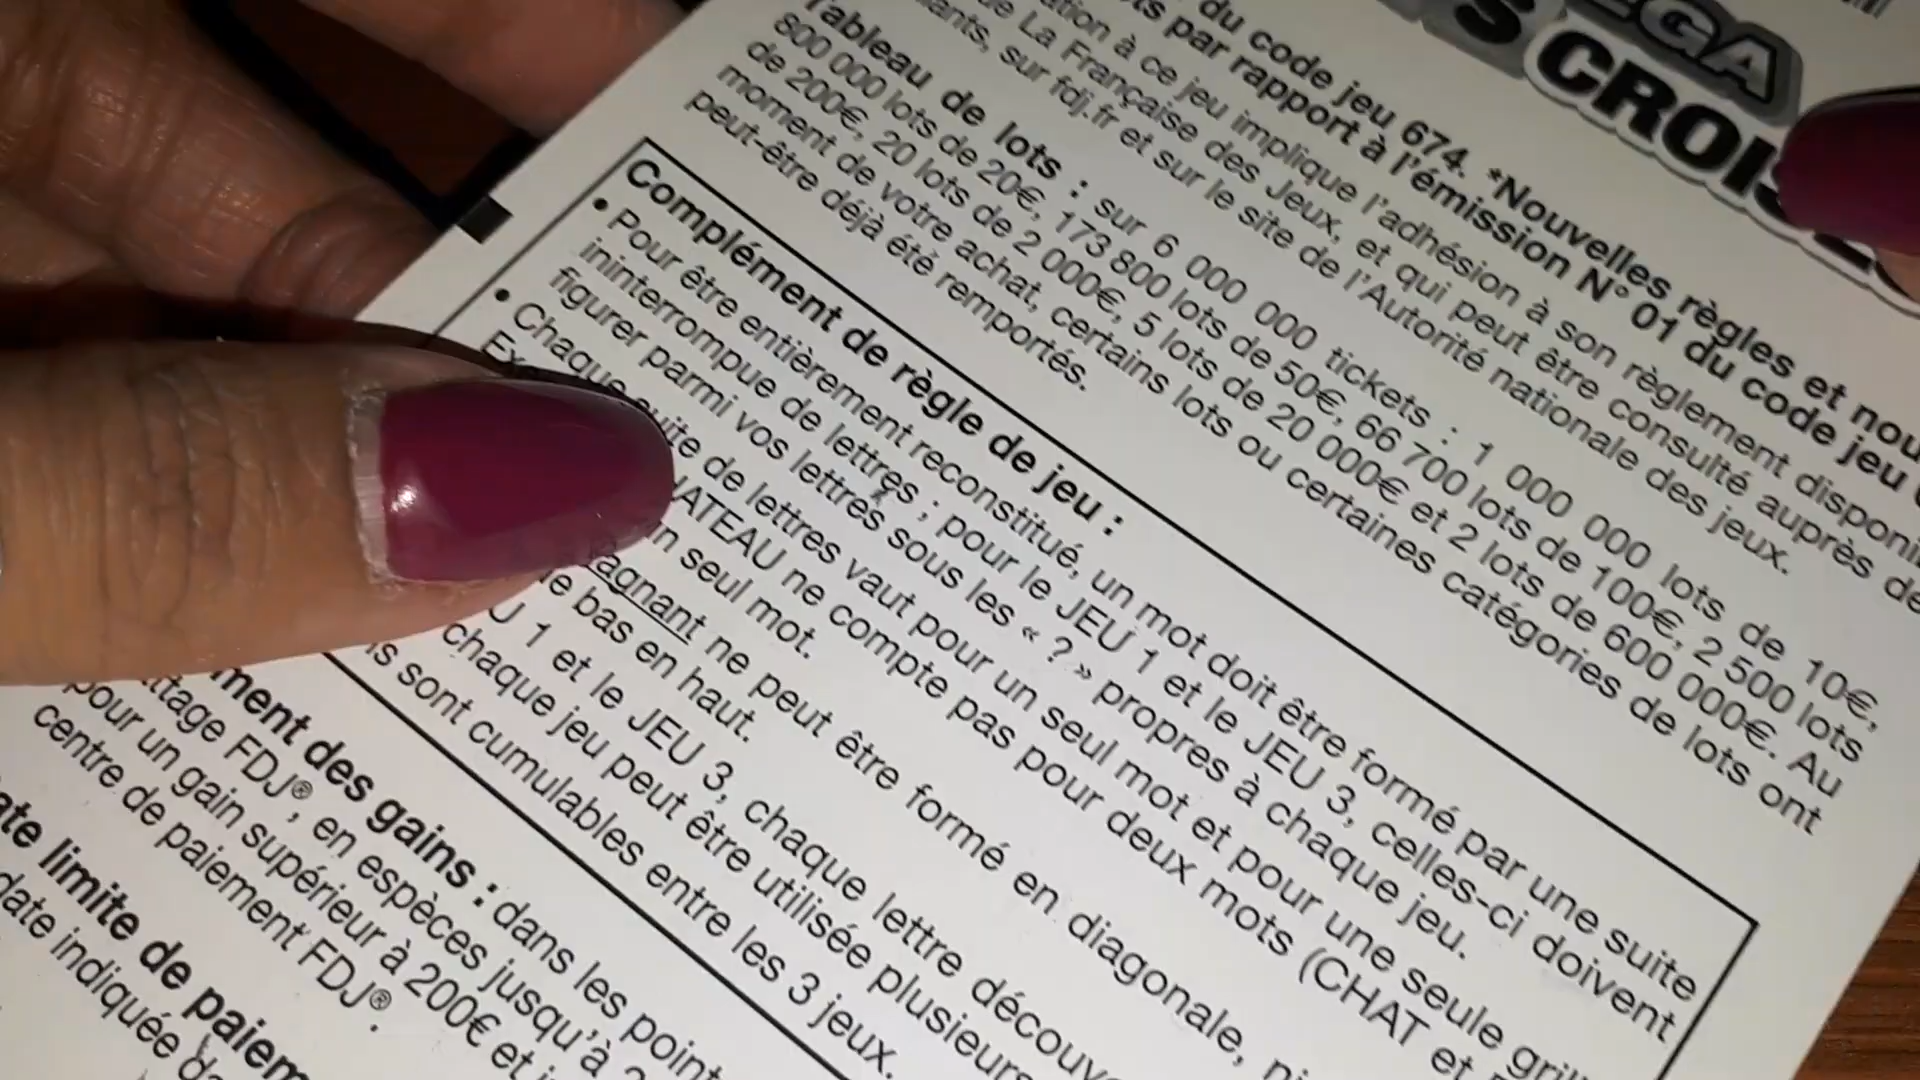 EGA
S CROIS
du code jeu 674. *Nouvelles règles et nou
ts par rapport à l'émission N° 01 du code jeu
ation à ce jeu implique l'adhésion à son règlement disponi
de La Française des Jeux, et qui peut être consulté auprès de
ants, sur fdj.fr et sur le site de l'Autorité nationale des jeux.
Tableau de lots : sur 6 000 000 tickets : 1 000 000 lots de 10€,
800 000 lots de 20€, 173 800 lots de 50€, 66 700 lots de 100€, 2 500 lots
de 200€, 20 lots de 2 000€, 5 lots de 20 000€ et 2 lots de 600 000€. Au
moment de votre achat, certains lots ou certaines catégories de lots ont
peut-être déjà été remportés.
Complément de règle de jeu :
• Pour être entièrement reconstitué, un mot doit être formé par une suite
ininterrompue de lettres ; pour le JEU 1 et le JEU 3, celles-ci doivent
figurer parmi vos lettres sous les « ? » propres à chaque jeu.
• Chaque suite de lettres vaut pour un seul mot et pour une seule gril
Ex HATEAU ne compte pas pour deux mots (CHAT et
un seul mot.
gagnant ne peut être formé en diagonale, ni
de bas en haut.
U 1 et le JEU 3, chaque lettre découv
chaque jeu peut être utilisée plusieurs
ns sont cumulables entre les 3 jeux.
ment des gains : dans les point
ttage FDJ®, en espèces jusqu'à
pour un gain supérieur à 200€ et
centre de paiement FDJ®.
ate limite de paiem
date indiquée